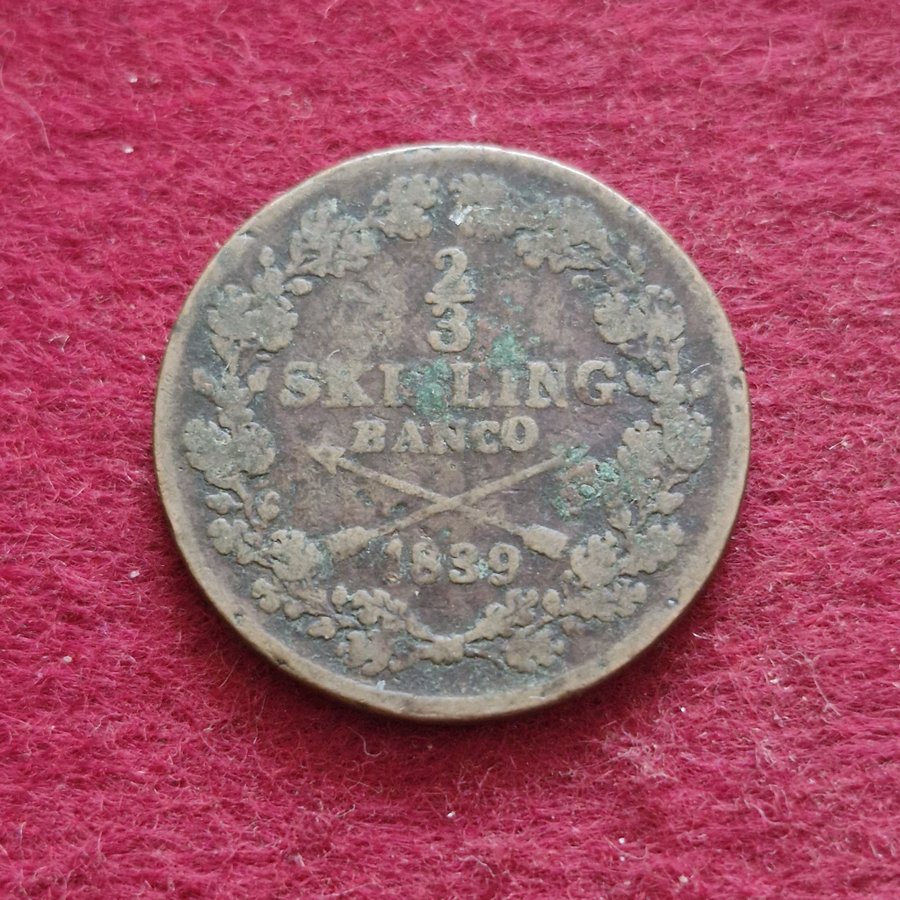 2/3
SKILLING
BANCO
1839